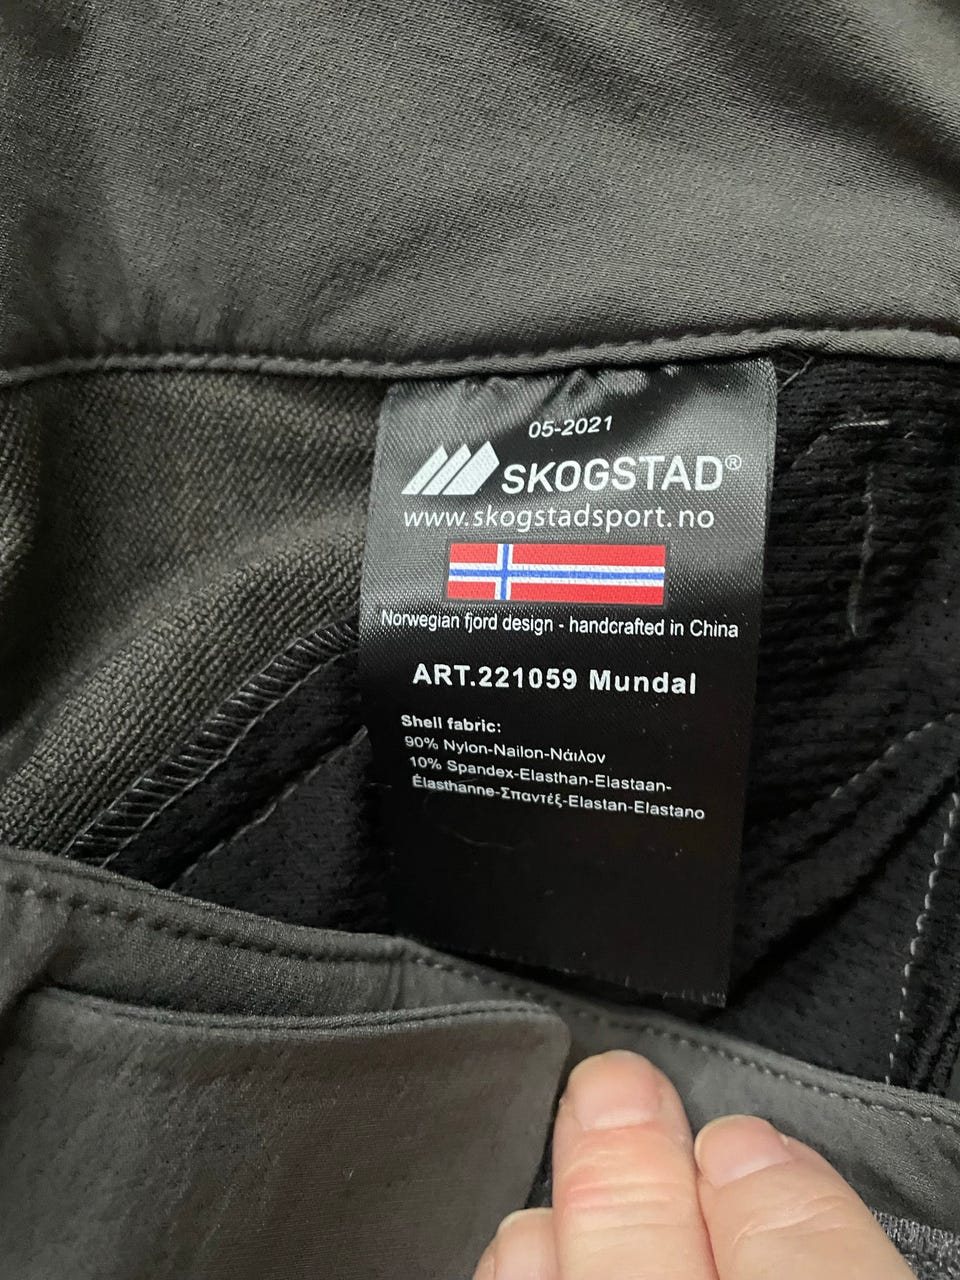 05-2021
SKOGSTAD®
www.skogstadsport.no
Norwegian fjord design - handcrafted in China
ART.221059 Mundal
Shell fabric:
90% Nylon-Nailon-Νάιλον
10% Spandex-Elasthan-Elastaan-
Élasthanne-Σπαντέξ-Elastan-Elastano